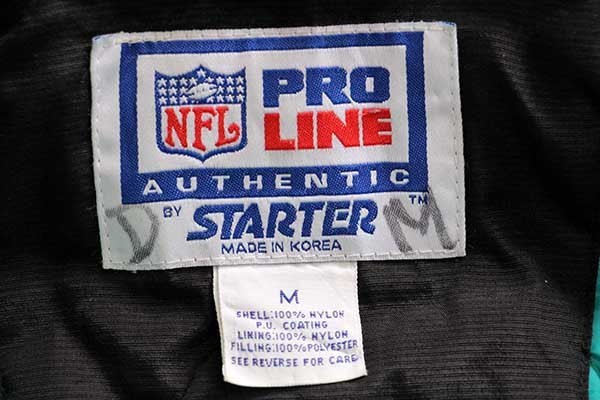 NFL
PRO
LINE
AUTHENTIC
D BY STARTER ™ M
MADE IN KOREA
M
SHELL:100% NYLON
P.U. COATING
LINING:100% NYLON
FILLING:100% POLYESTER
SEE REVERSE FOR CARE